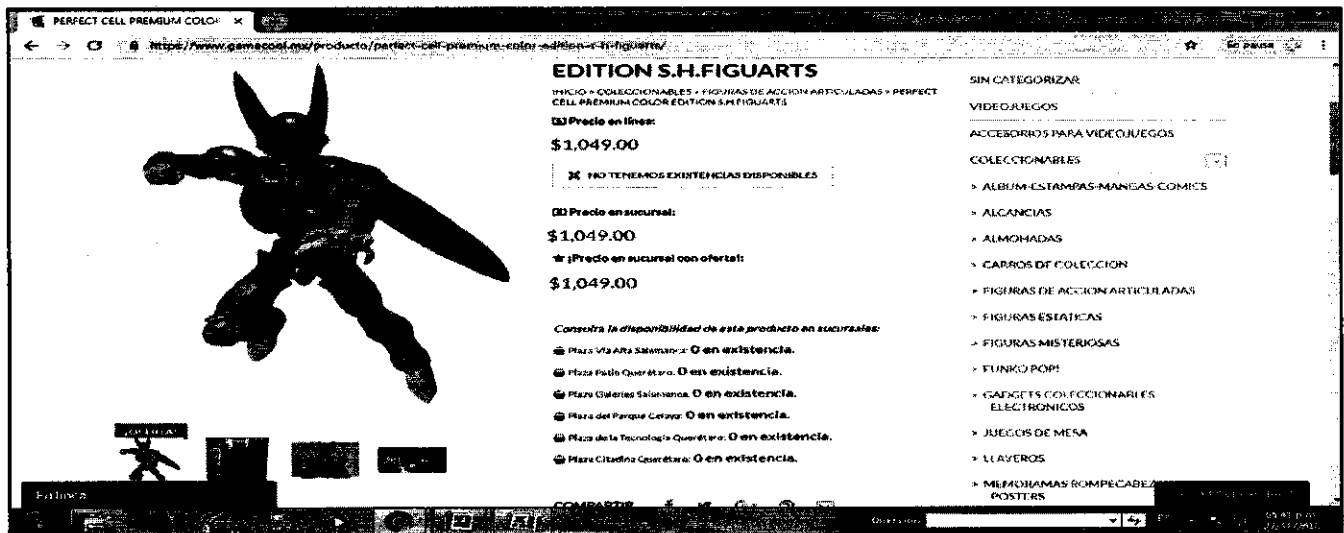 PERFECT CELL PREMIUM COLOR
https://www.gamecool.mx/producto/perfect-cell-premium-color-edition-s-h-figuarts/
En pausa
EDITION S.H.FIGUARTS
INICIO » COLECCIONABLES » FIGURAS DE ACCION ARTICULADAS » PERFECT
CELL PREMIUM COLOR EDITION S.H.FIGUARTS
Precio en línea:
$1,049.00
NO TENEMOS EXISTENCIAS DISPONIBLES
Precio en sucursal:
$1,049.00
¡Precio en sucursal con oferta!:
$1,049.00
Consulta la disponibilidad de este producto en sucursales:
Plaza Vía Alta Salamanca: 0 en existencia.
Plaza Patio Querétaro: 0 en existencia.
Plaza Galerías Salamanca: 0 en existencia.
Plaza del Parque Celaya: 0 en existencia.
Plaza de la Tecnología Querétaro: 0 en existencia.
Plaza Citadina Querétaro: 0 en existencia.
COMPARTIR
SIN CATEGORIZAR
VIDEOJUEGOS
ACCESORIOS PARA VIDEOJUEGOS
COLECCIONABLES
» ALBUM-ESTAMPAS-MANGAS-COMICS
» ALCANCIAS
» ALMOHADAS
» CARROS DE COLECCION
» FIGURAS DE ACCION ARTICULADAS
» FIGURAS ESTATICAS
» FIGURAS MISTERIOSAS
» FUNKO POP!
» GADGETS COLECCIONABLES
ELECTRONICOS
» JUEGOS DE MESA
» LLAVEROS
» MEMORAMAS ROMPECABEZ
POSTERS
En línea